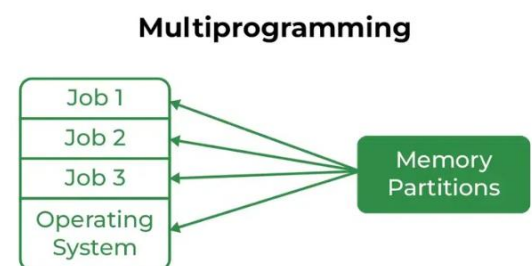 Multiprogramming
Job 1
Job 2
Job 3
Operating
System
Memory
Partitions